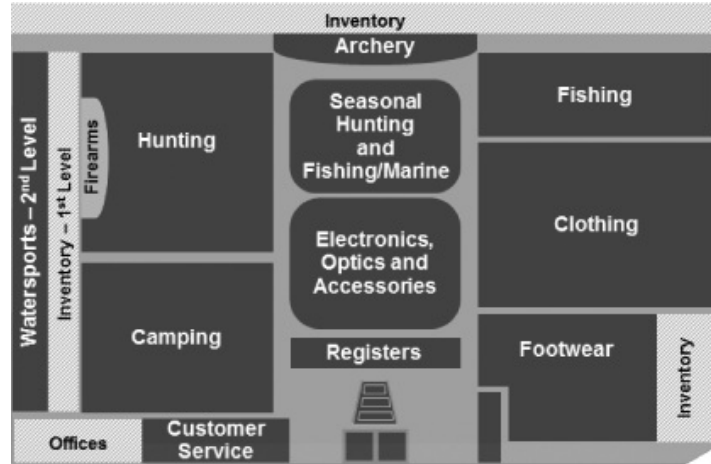 Inventory
Archery
Watersports – 2nd Level
Inventory – 1st Level
Firearms
Hunting
Seasonal
Hunting
and
Fishing/Marine
Fishing
Clothing
Electronics,
Optics and
Accessories
Camping
Registers
Footwear
Inventory
Offices
Customer
Service